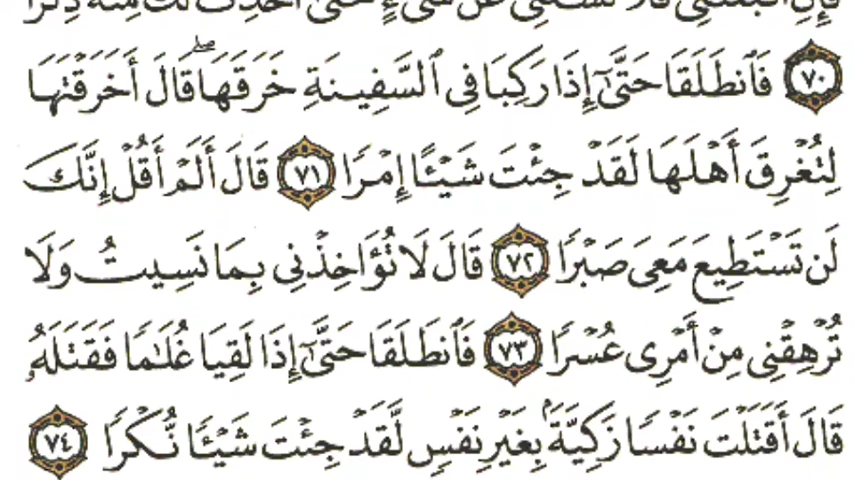 فَإِنِ ٱتَّبَعْتَنِى فَلَا تَسْـَٔلْنِى عَن شَىْءٍ حَتَّىٰٓ أُحْدِثَ لَكَ مِنْهُ ذِكْرًا
٧٠ فَٱنطَلَقَا حَتَّىٰٓ إِذَا رَكِبَا فِى ٱلسَّفِينَةِ خَرَقَهَا ۖ قَالَ أَخَرَقْتَهَا
لِتُغْرِقَ أَهْلَهَا لَقَدْ جِئْتَ شَيْـًٔا إِمْرًا ٧١ قَالَ أَلَمْ أَقُلْ إِنَّكَ
لَن تَسْتَطِيعَ مَعِىَ صَبْرًا ٧٢ قَالَ لَا تُؤَاخِذْنِى بِمَا نَسِيتُ وَلَا
تُرْهِقْنِى مِنْ أَمْرِى عُسْرًا ٧٣ فَٱنطَلَقَا حَتَّىٰٓ إِذَا لَقِيَا غُلَـٰمًا فَقَتَلَهُۥ
قَالَ أَقَتَلْتَ نَفْسًا زَكِيَّةًۢ بِغَيْرِ نَفْسٍ لَّقَدْ جِئْتَ شَيْـًٔا نُّكْرًا ٧٤